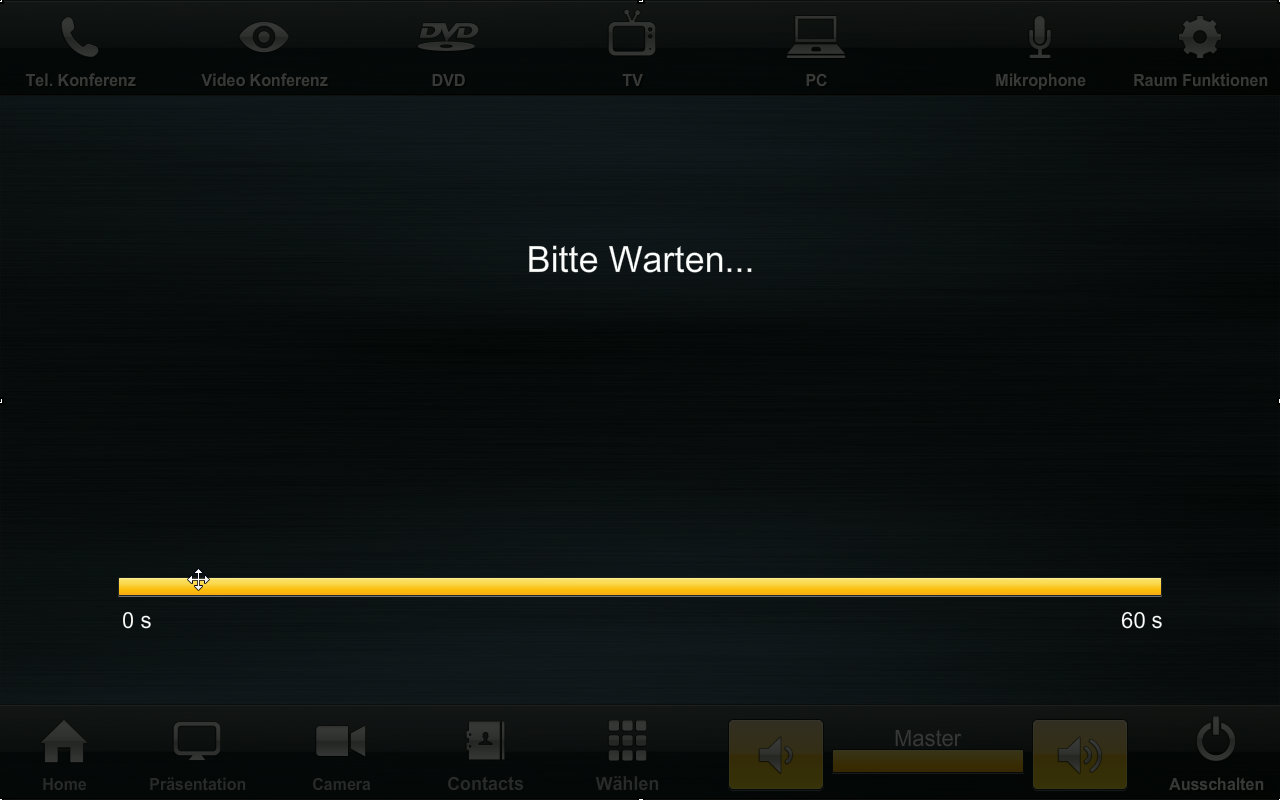 Tel. Konferenz
Video Konferenz
DVD
DVD
TV
PC
Mikrophone
Raum Funktionen
Bitte Warten...
0 s
60 s
Home
Präsentation
Camera
Contacts
Wählen
Master
Ausschalten